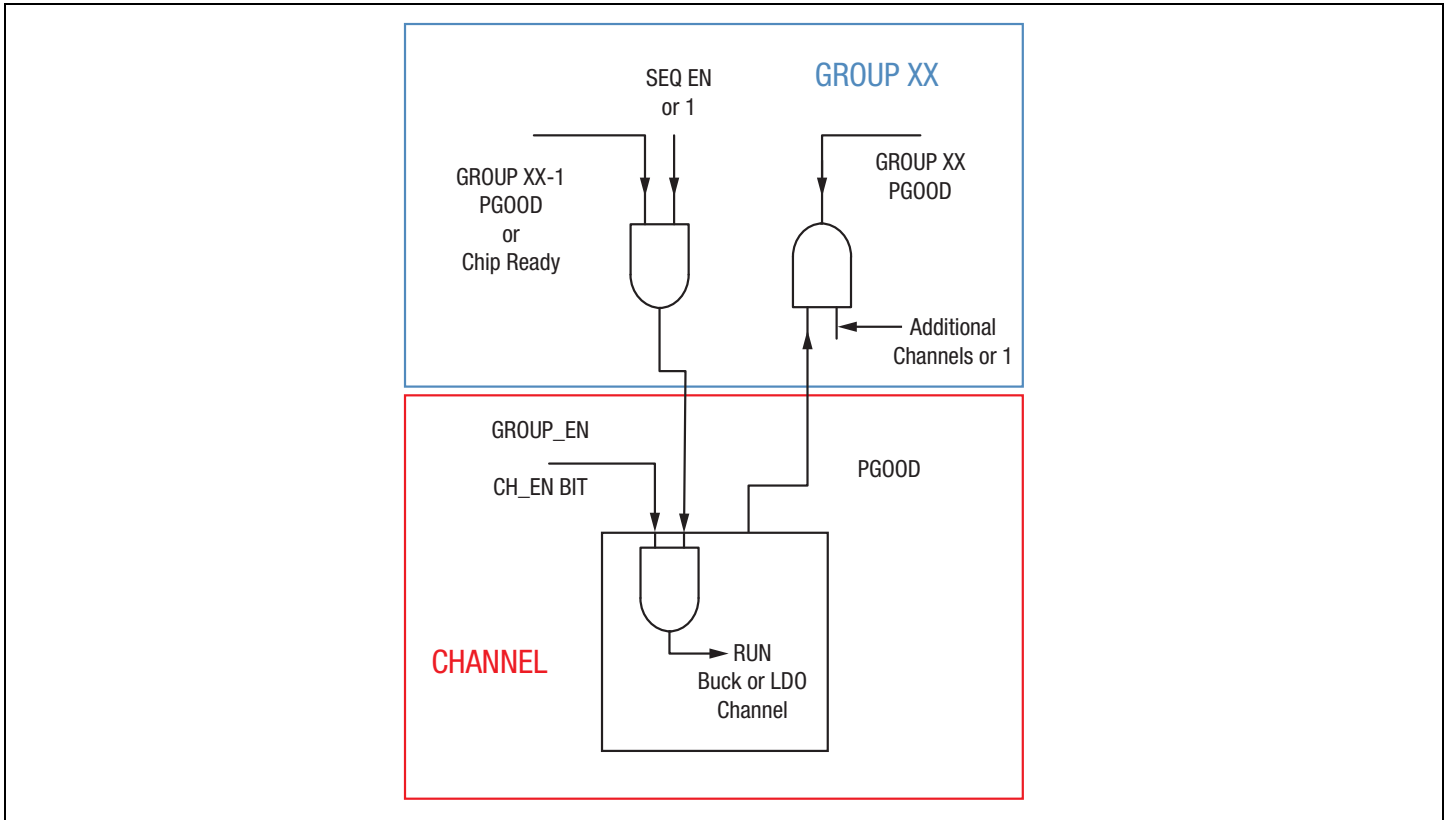 SEQ EN
or 1
GROUP XX
GROUP XX-1
PGOOD
or
Chip Ready
GROUP XX
PGOOD
Additional
Channels or 1
GROUP_EN
CH_EN BIT
PGOOD
CHANNEL
RUN
Buck or LDO
Channel